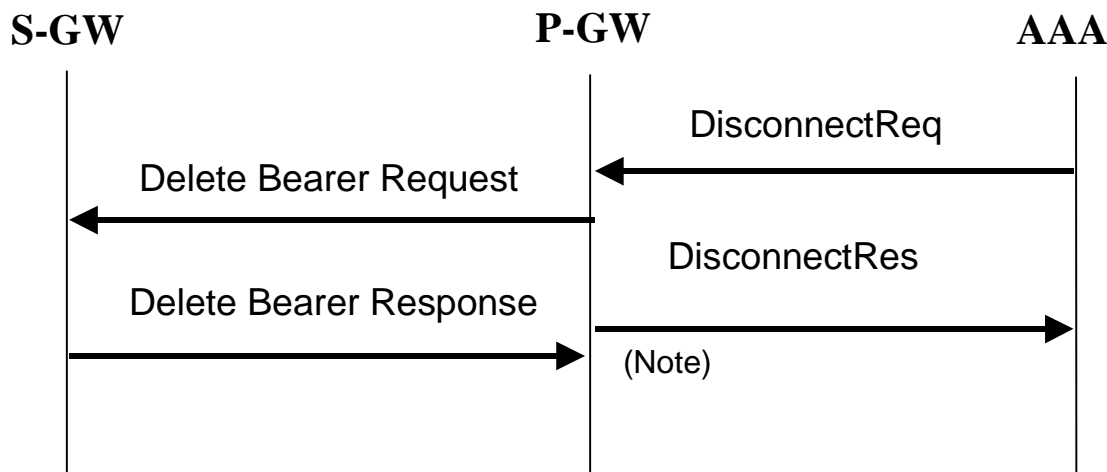 S-GW
P-GW
AAA
DisconnectReq
Delete Bearer Request
DisconnectRes
Delete Bearer Response
(Note)